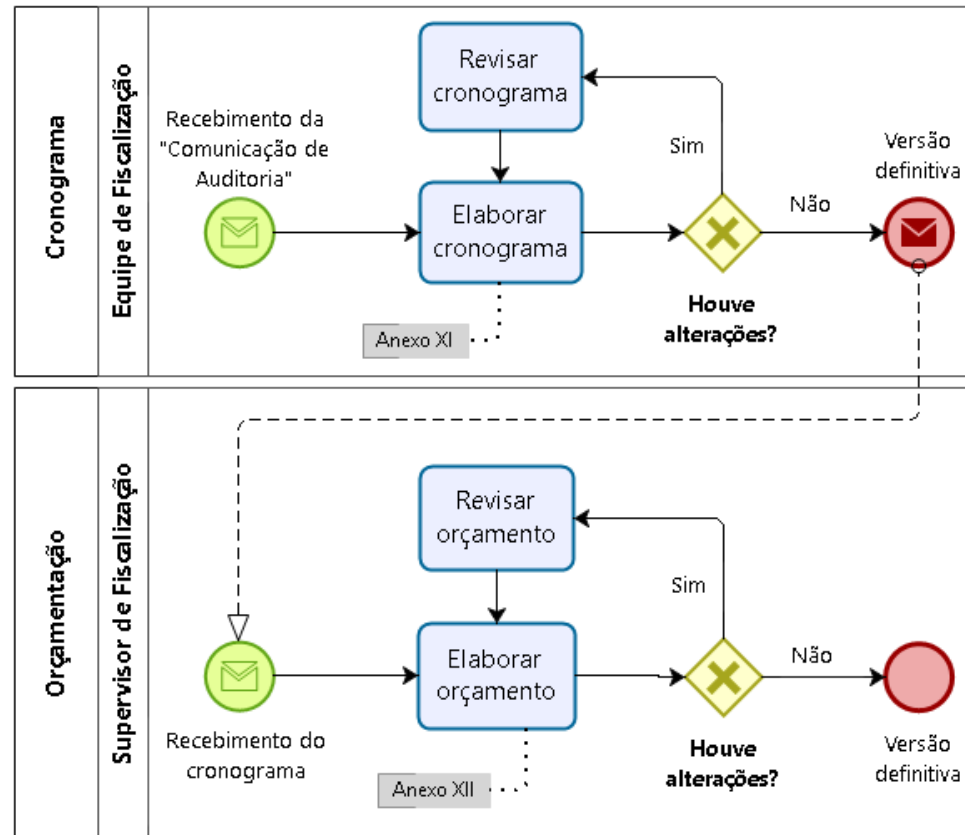 Cronograma
Equipe de Fiscalização
Recebimento da
"Comunicação de
Auditoria"
Revisar
cronograma
Elaborar
cronograma
Anexo XI
Sim
Não
Houve
alterações?
Versão
definitiva
Orçamentação
Supervisor de Fiscalização
Recebimento do
cronograma
Revisar
orçamento
Elaborar
orçamento
Anexo XII
Sim
Não
Houve
alterações?
Versão
definitiva